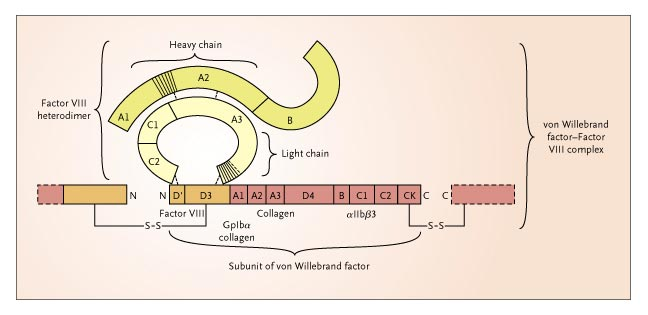 Heavy chain
A2
Factor VIII
heterodimer
A1
B
C1
A3
C2
Light chain
von Willebrand
factor–Factor
VIII complex
N N D' D3 A1 A2 A3 D4 B C1 C2 CK C C
Factor VIII Collagen αIIbβ3
S-S GpIbα S-S
collagen
Subunit of von Willebrand factor